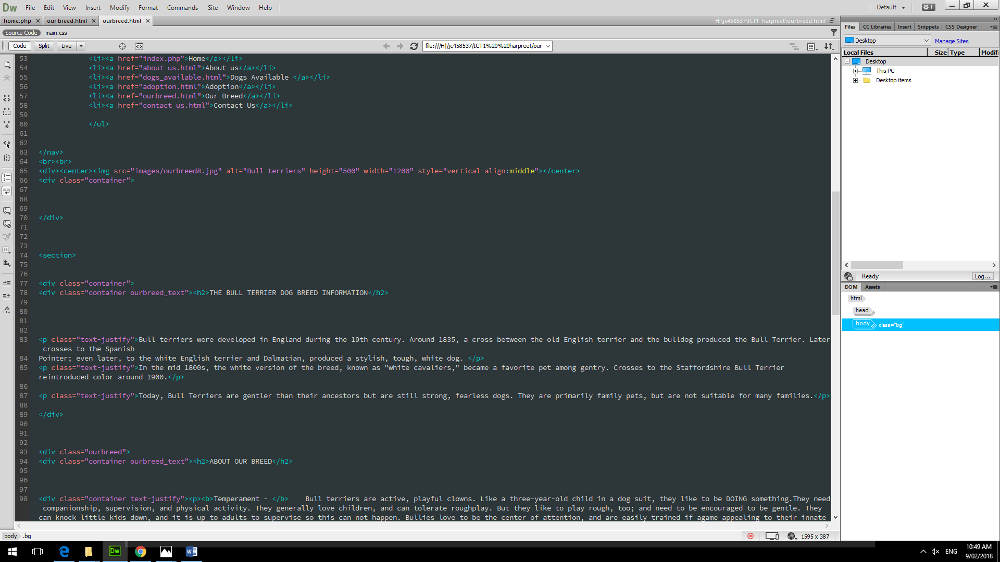 Dw File Edit View Insert Modify Format Commands Site Window Help Default
home.php × our breed.html × ourbreed.html × H:\jc458537\ICT1 harpreet\ourbreed.html
Source Code main.css
Code Split Live file:///H|/jc458537/ICT1%20%20harpreet/our
53 <li><a href="index.php">Home</a></li>
54 <li><a href="about us.html">About us</a></li>
55 <li><a href="dogs_available.html">Dogs Available </a></li>
56 <li><a href="adoption.html">Adoption</a></li>
57 <li><a href="ourbreed.html">Our Breed</a></li>
58 <li><a href="contact us.html">Contact Us</a></li>
59
60 </ul>
61
62
63 </nav>
64 <br><br>
65 <div><center><img src="images/ourbreed8.jpg" alt="Bull terriers" height="500" width="1200" style="vertical-align:middle"></center>
66 <div class="container">
67
68
69
70 </div>
71
72
73
74 <section>
75
76
77 <div class="container">
78 <div class="container ourbreed_text"><h2>THE BULL TERRIER DOG BREED INFORMATION</h2>
79
80
81
82
83 <p class="text-justify">Bull terriers were developed in England during the 19th century. Around 1835, a cross between the old English terrier and the bulldog produced the Bull Terrier. Later
crosses to the Spanish
84 Pointer; even later, to the white English terrier and Dalmatian, produced a stylish, tough, white dog. </p>
85 <p class="text-justify">In the mid 1800s, the white version of the breed, known as "white cavaliers," became a favorite pet among gentry. Crosses to the Staffordshire Bull Terrier
reintroduced color around 1900.</p>
86
87 <p class="text-justify">Today, Bull Terriers are gentler than their ancestors but are still strong, fearless dogs. They are primarily family pets, but are not suitable for many families.</p>
88
89 </div>
90
91
92
93 <div class="ourbreed">
94 <div class="container ourbreed_text"><h2>ABOUT OUR BREED</h2>
95
96
97
98 <div class="container text-justify"><p><b>Temperament - </b> Bull terriers are active, playful clowns. Like a three-year-old child in a dog suit, they like to be DOING something.They need
companionship, supervision, and physical activity. They generally love children, and can tolerate roughplay. But they like to play rough, too; and need to be encouraged to be gentle. They
can knock little kids down, and it is up to adults to supervise so this can not happen. Bullies love to be the center of attention, and are easily trained if agame appealing to their innate
body .bg 1595 x 387
Files CC Libraries Insert Snippets CSS Designer
Desktop Manage Sites
Local Files Size Type Modifi
Desktop
This PC
Desktop items
Ready Log...
DOM Assets
html
head
body class="bg"
Dw ENG 10:49 AM
9/02/2018